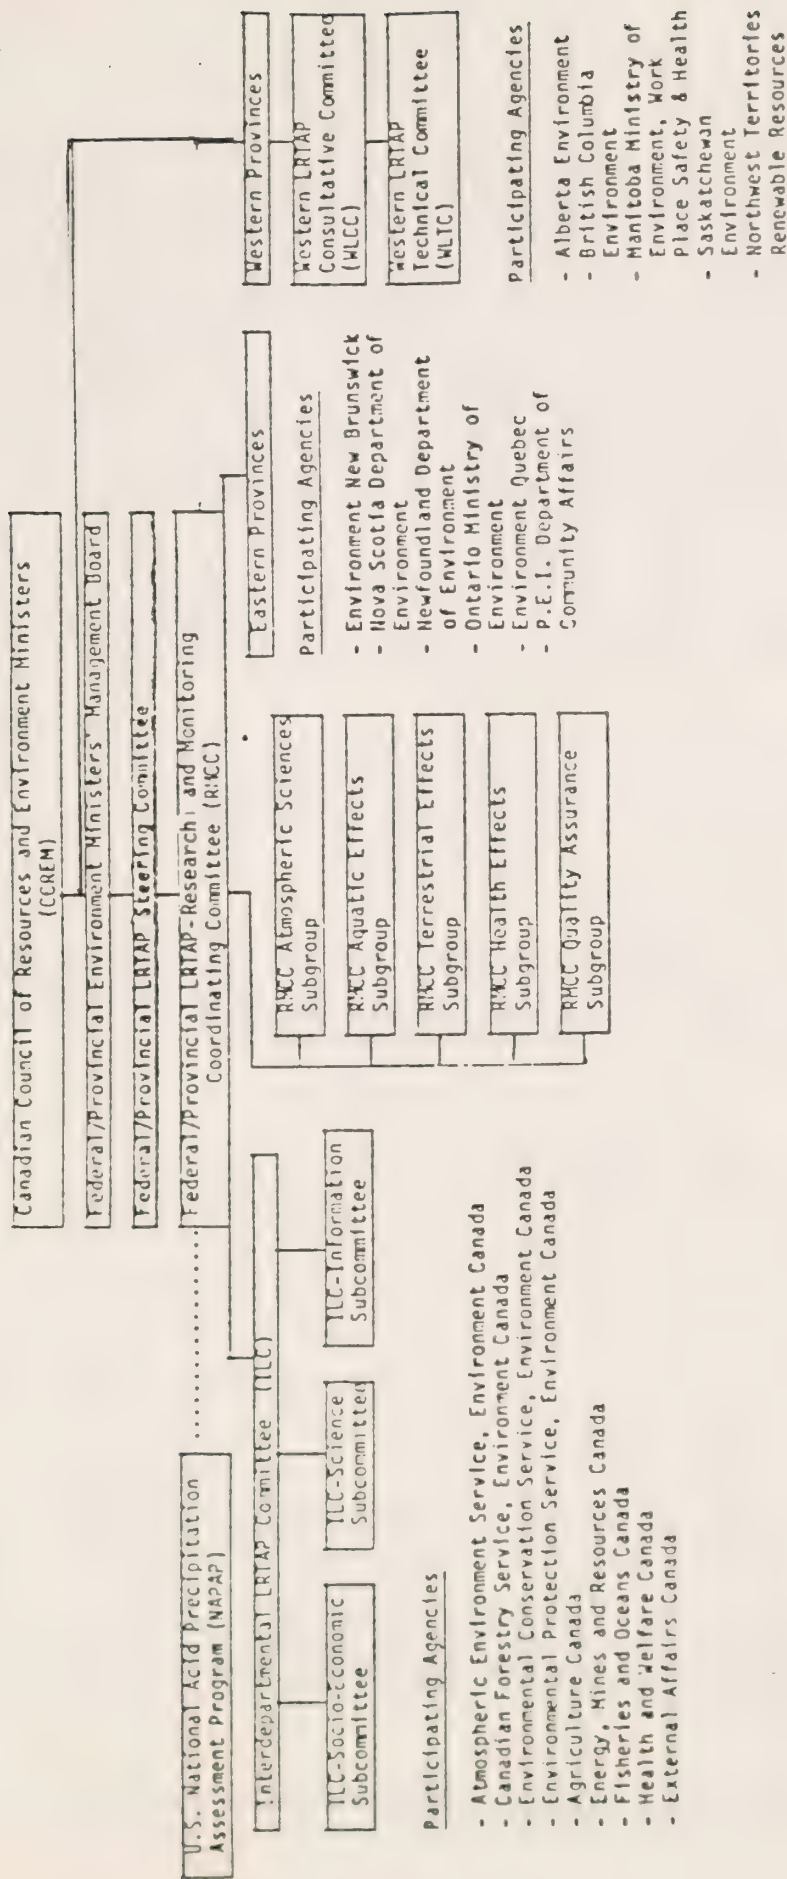 Canadian Council of Resources and Environment Ministers
(CCREM)
Federal/Provincial Environment Ministers' Management Board
Federal/Provincial LRTAP Steering Committee
U.S. National Acid Precipitation
Assessment Program (NAPAP)
Federal/Provincial LRTAP-Research and Monitoring
Coordinating Committee (RMCC)
Interdepartmental LRTAP Committee (ILC)
ILC-Socio-Economic
Subcommittee
ILC-Science
Subcommittee
ILC-Information
Subcommittee
Participating Agencies
- Atmospheric Environment Service, Environment Canada
- Canadian Forestry Service, Environment Canada
- Environmental Conservation Service, Environment Canada
- Environmental Protection Service, Environment Canada
- Agriculture Canada
- Energy, Mines and Resources Canada
- Fisheries and Oceans Canada
- Health and Welfare Canada
- External Affairs Canada
RMCC Atmospheric Sciences
Subgroup
RMCC Aquatic Effects
Subgroup
RMCC Terrestrial Effects
Subgroup
RMCC Health Effects
Subgroup
RMCC Quality Assurance
Subgroup
Eastern Provinces
Participating Agencies
- Environment New Brunswick
- Nova Scotia Department of
Environment
- Newfoundland Department
of Environment
- Ontario Ministry of
Environment
- Environment Quebec
- P.E.I. Department of
Community Affairs
Western Provinces
Western LRTAP
Consultative Committee
(WLCC)
Western LRTAP
Technical Committee
(WLTC)
Participating Agencies
- Alberta Environment
- British Columbia
Environment
- Manitoba Ministry of
Environment, Work
Place Safety & Health
- Saskatchewan
Environment
- Northwest Territories
Renewable Resources